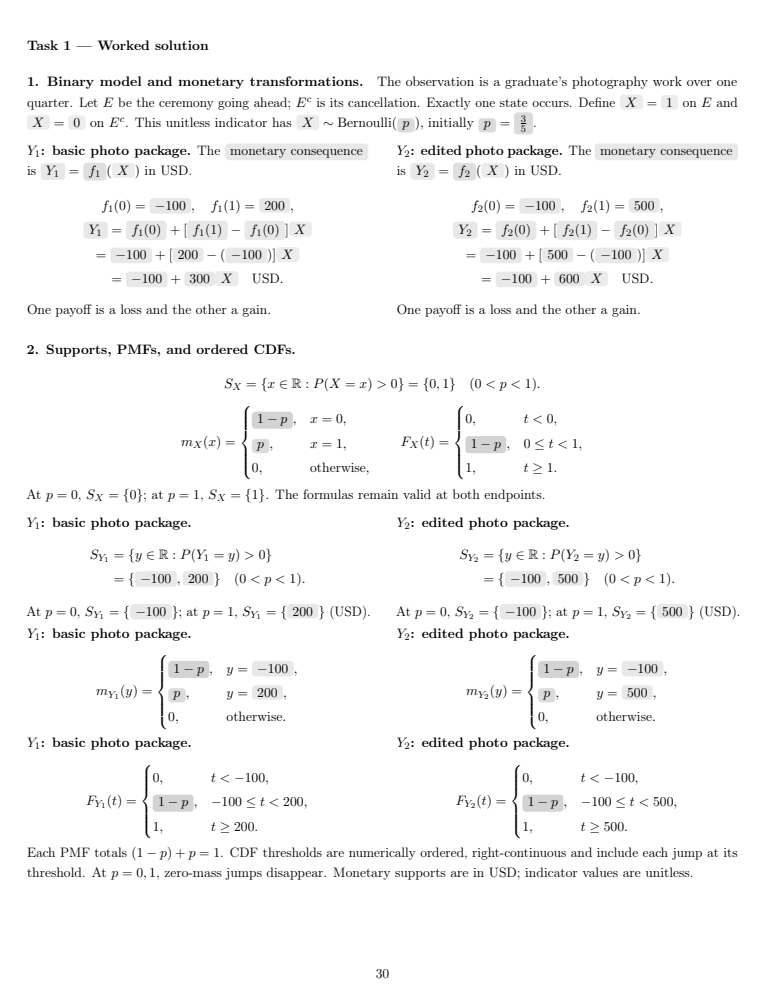 Task 1 — Worked solution
1. Binary model and monetary transformations. The observation is a graduate's photography work over one
quarter. Let E be the ceremony going ahead; Eᶜ is its cancellation. Exactly one state occurs. Define X = 1 on E and
X = 0 on Eᶜ. This unitless indicator has X ∼ Bernoulli( p ), initially p = 3/5 .
Y₁: basic photo package. The monetary consequence
is Y₁ = f₁ ( X ) in USD.
f₁(0) = −100 , f₁(1) = 200 ,
Y₁ = f₁(0) + [ f₁(1) − f₁(0) ] X
= −100 + [ 200 − ( −100 )] X
= −100 + 300 X USD.
One payoff is a loss and the other a gain.
Y₂: edited photo package. The monetary consequence
is Y₂ = f₂ ( X ) in USD.
f₂(0) = −100 , f₂(1) = 500 ,
Y₂ = f₂(0) + [ f₂(1) − f₂(0) ] X
= −100 + [ 500 − ( −100 )] X
= −100 + 600 X USD.
One payoff is a loss and the other a gain.
2. Supports, PMFs, and ordered CDFs.
S_X = {x ∈ ℝ : P(X = x) > 0} = {0, 1} (0 < p < 1).
m_X(x) = { 1 − p , x = 0,
p , x = 1,
0, otherwise,
F_X(t) = { 0, t < 0,
1 − p , 0 ≤ t < 1,
1, t ≥ 1.
At p = 0, S_X = {0}; at p = 1, S_X = {1}. The formulas remain valid at both endpoints.
Y₁: basic photo package.
S_Y₁ = {y ∈ ℝ : P(Y₁ = y) > 0}
= { −100 , 200 } (0 < p < 1).
At p = 0, S_Y₁ = { −100 }; at p = 1, S_Y₁ = { 200 } (USD).
Y₂: edited photo package.
S_Y₂ = {y ∈ ℝ : P(Y₂ = y) > 0}
= { −100 , 500 } (0 < p < 1).
At p = 0, S_Y₂ = { −100 }; at p = 1, S_Y₂ = { 500 } (USD).
Y₁: basic photo package.
m_Y₁(y) = { 1 − p , y = −100 ,
p , y = 200 ,
0, otherwise.
Y₂: edited photo package.
m_Y₂(y) = { 1 − p , y = −100 ,
p , y = 500 ,
0, otherwise.
Y₁: basic photo package.
F_Y₁(t) = { 0, t < −100,
1 − p , −100 ≤ t < 200,
1, t ≥ 200.
Y₂: edited photo package.
F_Y₂(t) = { 0, t < −100,
1 − p , −100 ≤ t < 500,
1, t ≥ 500.
Each PMF totals (1 − p) + p = 1. CDF thresholds are numerically ordered, right-continuous and include each jump at its
threshold. At p = 0, 1, zero-mass jumps disappear. Monetary supports are in USD; indicator values are unitless.
30